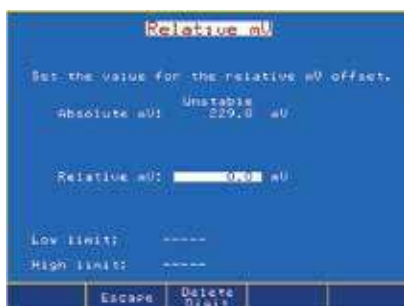 Relative mV
Set the value for the relative mV offset.
Unstable
Absolute mV: 229.0 mV
Relative mV: 0.0 mV
Low limit: -----
High limit: -----
Escape Delete Digit